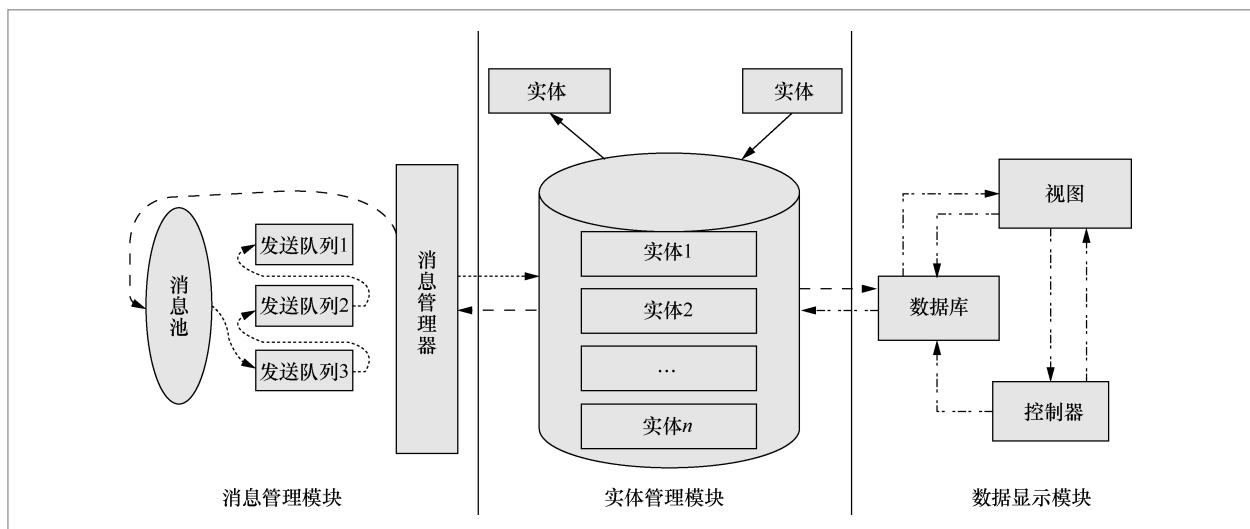 实体
实体
消息池
发送队列1
发送队列2
发送队列3
消息管理器
实体1
实体2
…
实体n
视图
数据库
控制器
消息管理模块
实体管理模块
数据显示模块